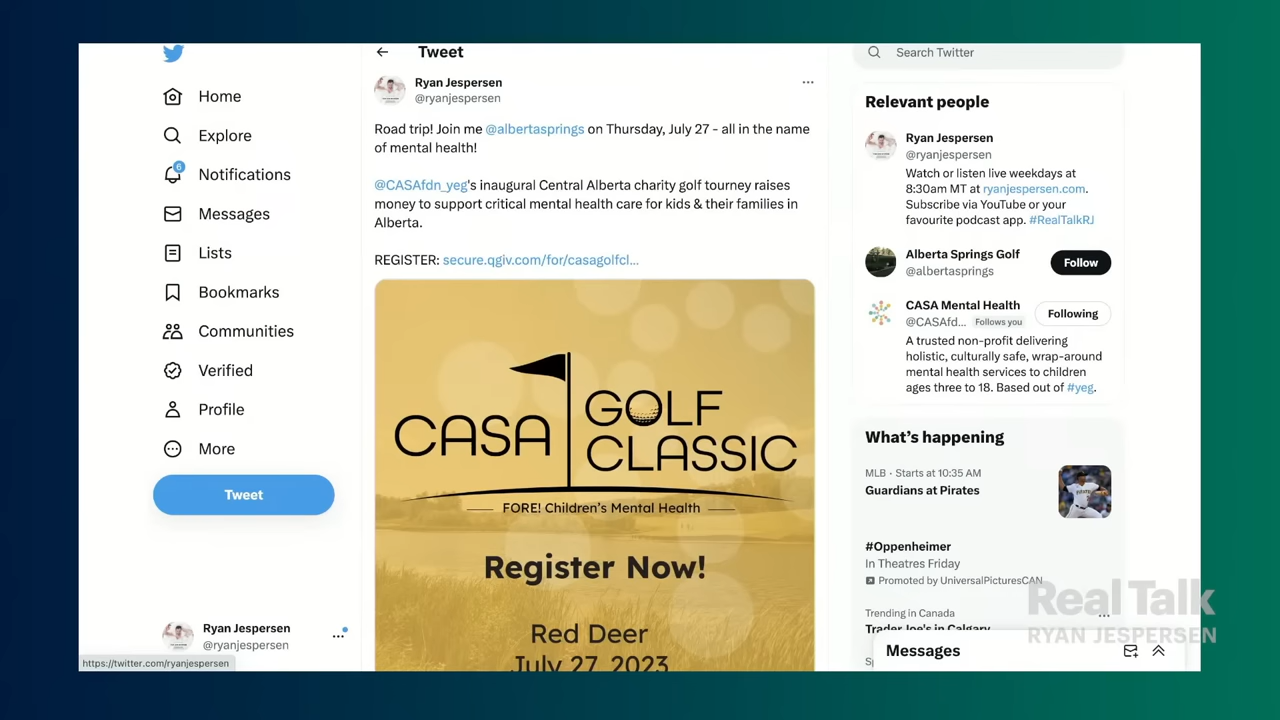 Tweet
Search Twitter
Home
Explore
6
Notifications
Messages
Lists
Bookmarks
Communities
Verified
Profile
More
Tweet
Ryan Jespersen
@ryanjespersen
https://twitter.com/ryanjespersen
Ryan Jespersen
@ryanjespersen
Road trip! Join me @albertasprings on Thursday, July 27 - all in the name
of mental health!
@CASAfdn_yeg's inaugural Central Alberta charity golf tourney raises
money to support critical mental health care for kids & their families in
Alberta.
REGISTER: secure.qgiv.com/for/casagolfcl...
CASA
GOLF
CLASSIC
FORE! Children's Mental Health
Register Now!
Red Deer
July 27, 2023
Relevant people
Ryan Jespersen
@ryanjespersen
Watch or listen live weekdays at
8:30am MT at ryanjespersen.com.
Subscribe via YouTube or your
favourite podcast app. #RealTalkRJ
Alberta Springs Golf
@albertasprings
Follow
CASA Mental Health
@CASAfd... Follows you
Following
A trusted non-profit delivering
holistic, culturally safe, wrap-around
mental health services to children
ages three to 18. Based out of #yeg.
What's happening
MLB · Starts at 10:35 AM
Guardians at Pirates
#Oppenheimer
In Theatres Friday
Promoted by UniversalPicturesCAN
Trending in Canada
Trader Joe's in Calgary
Messages
Real Talk
RYAN JESPERSEN